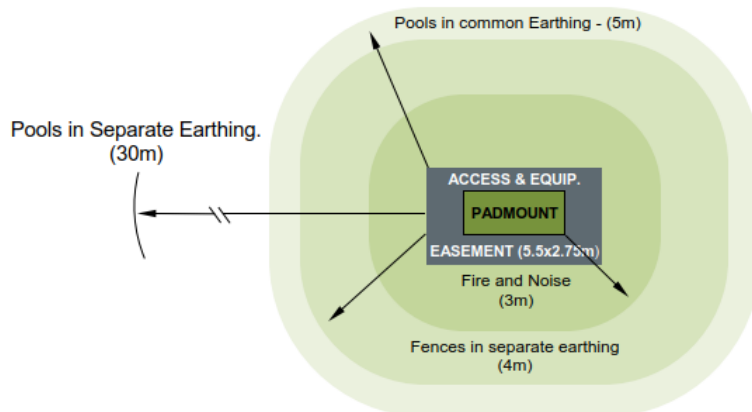 Pools in common Earthing - (5m)
Pools in Separate Earthing.
(30m)
ACCESS & EQUIP.
PADMOUNT
EASEMENT (5.5x2.75m)
Fire and Noise
(3m)
Fences in separate earthing
(4m)